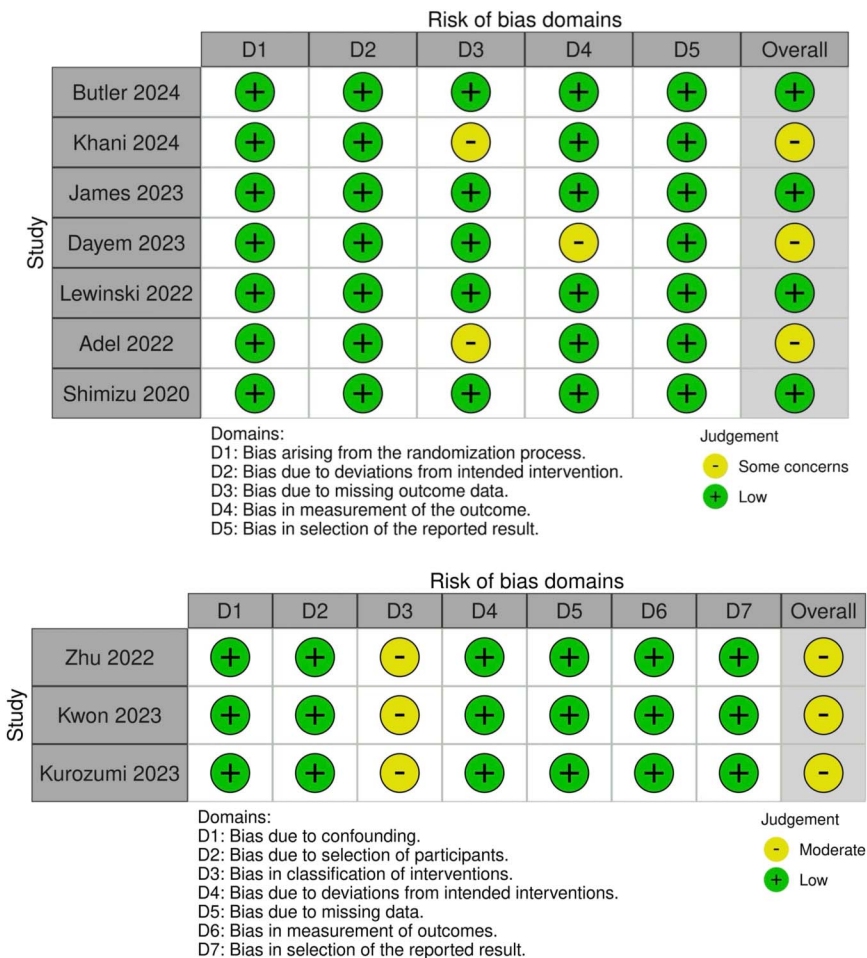 Risk of bias domains
D1 D2 D3 D4 D5 Overall
Study
Butler 2024 + + + + + +
Khani 2024 + + - + + -
James 2023 + + + + + +
Dayem 2023 + + + - + -
Lewinski 2022 + + + + + +
Adel 2022 + + - + + -
Shimizu 2020 + + + + + +
Domains:
D1: Bias arising from the randomization process.
D2: Bias due to deviations from intended intervention.
D3: Bias due to missing outcome data.
D4: Bias in measurement of the outcome.
D5: Bias in selection of the reported result.
Judgement
- Some concerns
+ Low
Risk of bias domains
D1 D2 D3 D4 D5 D6 D7 Overall
Study
Zhu 2022 + + - + + + + -
Kwon 2023 + + - + + + + -
Kurozumi 2023 + + - + + + + -
Domains:
D1: Bias due to confounding.
D2: Bias due to selection of participants.
D3: Bias in classification of interventions.
D4: Bias due to deviations from intended interventions.
D5: Bias due to missing data.
D6: Bias in measurement of outcomes.
D7: Bias in selection of the reported result.
Judgement
- Moderate
+ Low